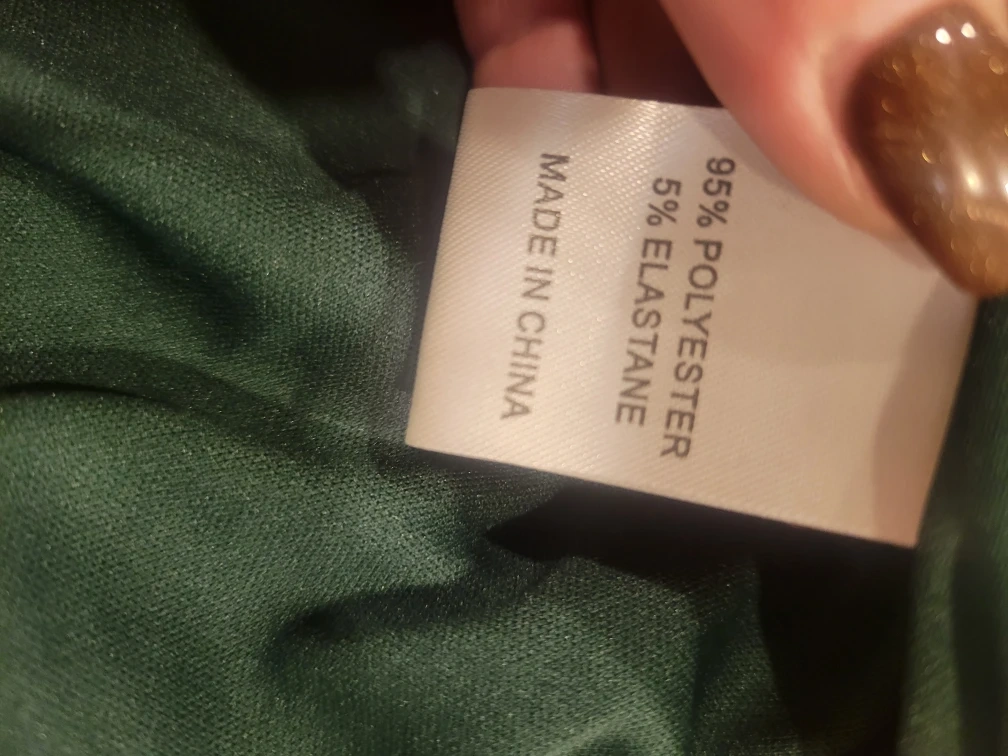 95% POLYESTER
5% ELASTANE
MADE IN CHINA